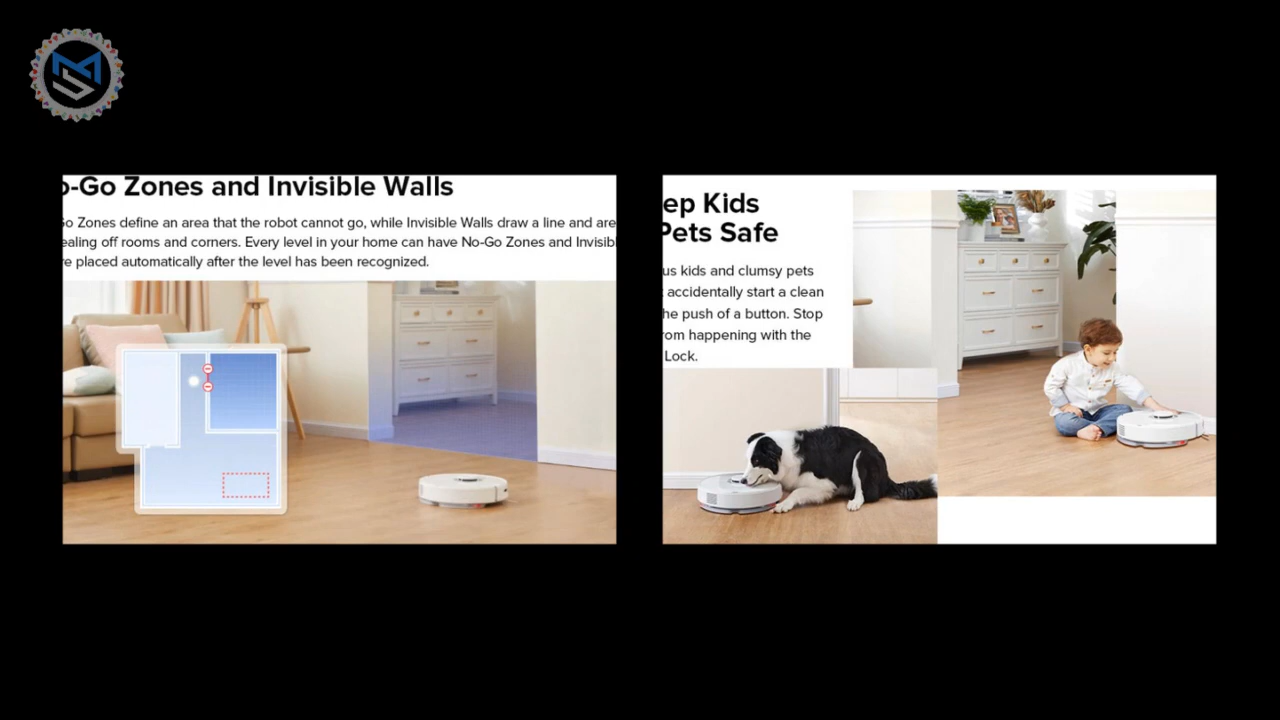 o-Go Zones and Invisible Walls
Go Zones define an area that the robot cannot go, while Invisible Walls draw a line and are
ealing off rooms and corners. Every level in your home can have No-Go Zones and Invisibl
re placed automatically after the level has been recognized.
ep Kids
Pets Safe
us kids and clumsy pets
t accidentally start a clean
he push of a button. Stop
rom happening with the
Lock.